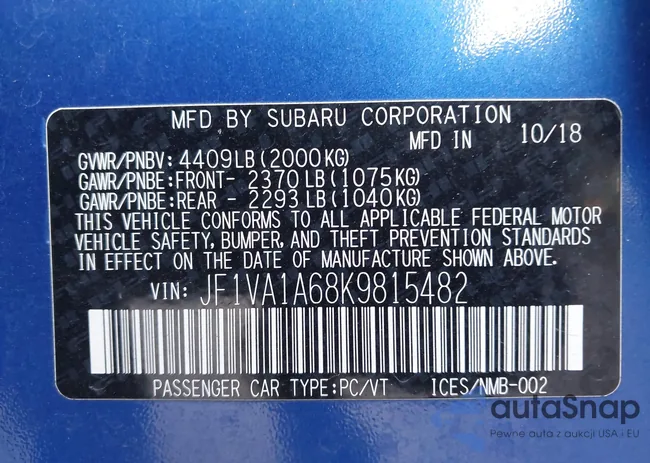 MFD BY SUBARU CORPORATION
MFD IN 10/18
GVWR/PNBV: 4409LB(2000KG)
GAWR/PNBE:FRONT- 2370LB(1075KG)
GAWR/PNBE:REAR - 2293LB(1040KG)
THIS VEHICLE CONFORMS TO ALL APPLICABLE FEDERAL MOTOR
VEHICLE SAFETY, BUMPER, AND THEFT PREVENTION STANDARDS
IN EFFECT ON THE DATE OF MANUFACTURE SHOWN ABOVE.
VIN: JF1VA1A68K9815482
PASSENGER CAR TYPE:PC/VT ICES/NMB-002
autaSnap
Pewne auta z aukcji USA i EU